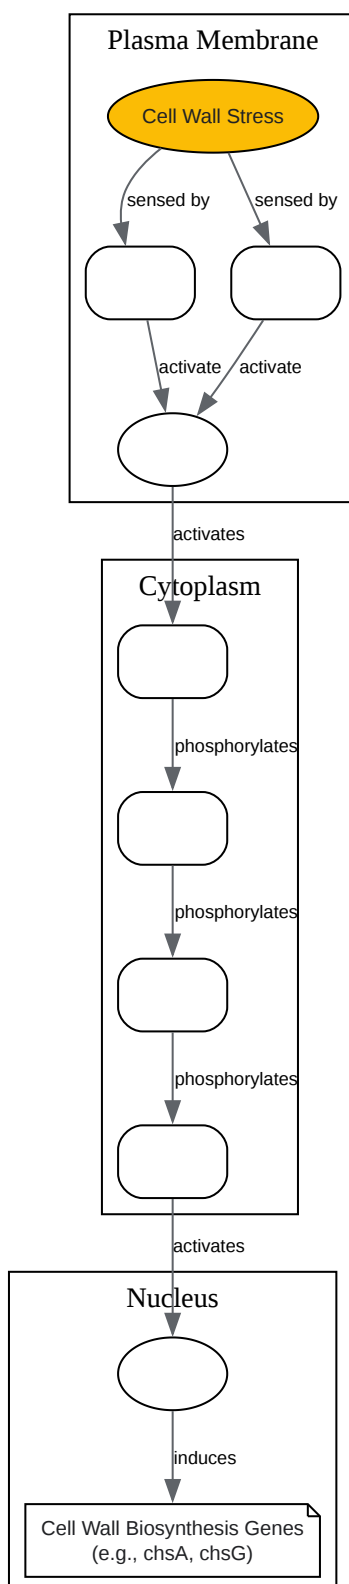 Plasma Membrane
Cell Wall Stress
sensed by
sensed by
activate
activate
activates
Cytoplasm
phosphorylates
phosphorylates
phosphorylates
activates
Nucleus
induces
Cell Wall Biosynthesis Genes
(e.g., chsA, chsG)